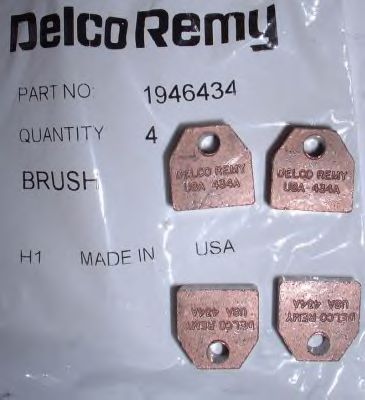 Delco Remy
PART NO: 1946434
QUANTITY 4
BRUSH
H1 MADE IN USA
DELCO REMY
USA 434A
DELCO REMY
USA-434A
DELCO REMY
USA 434A
DELCO REMY
USA 434A